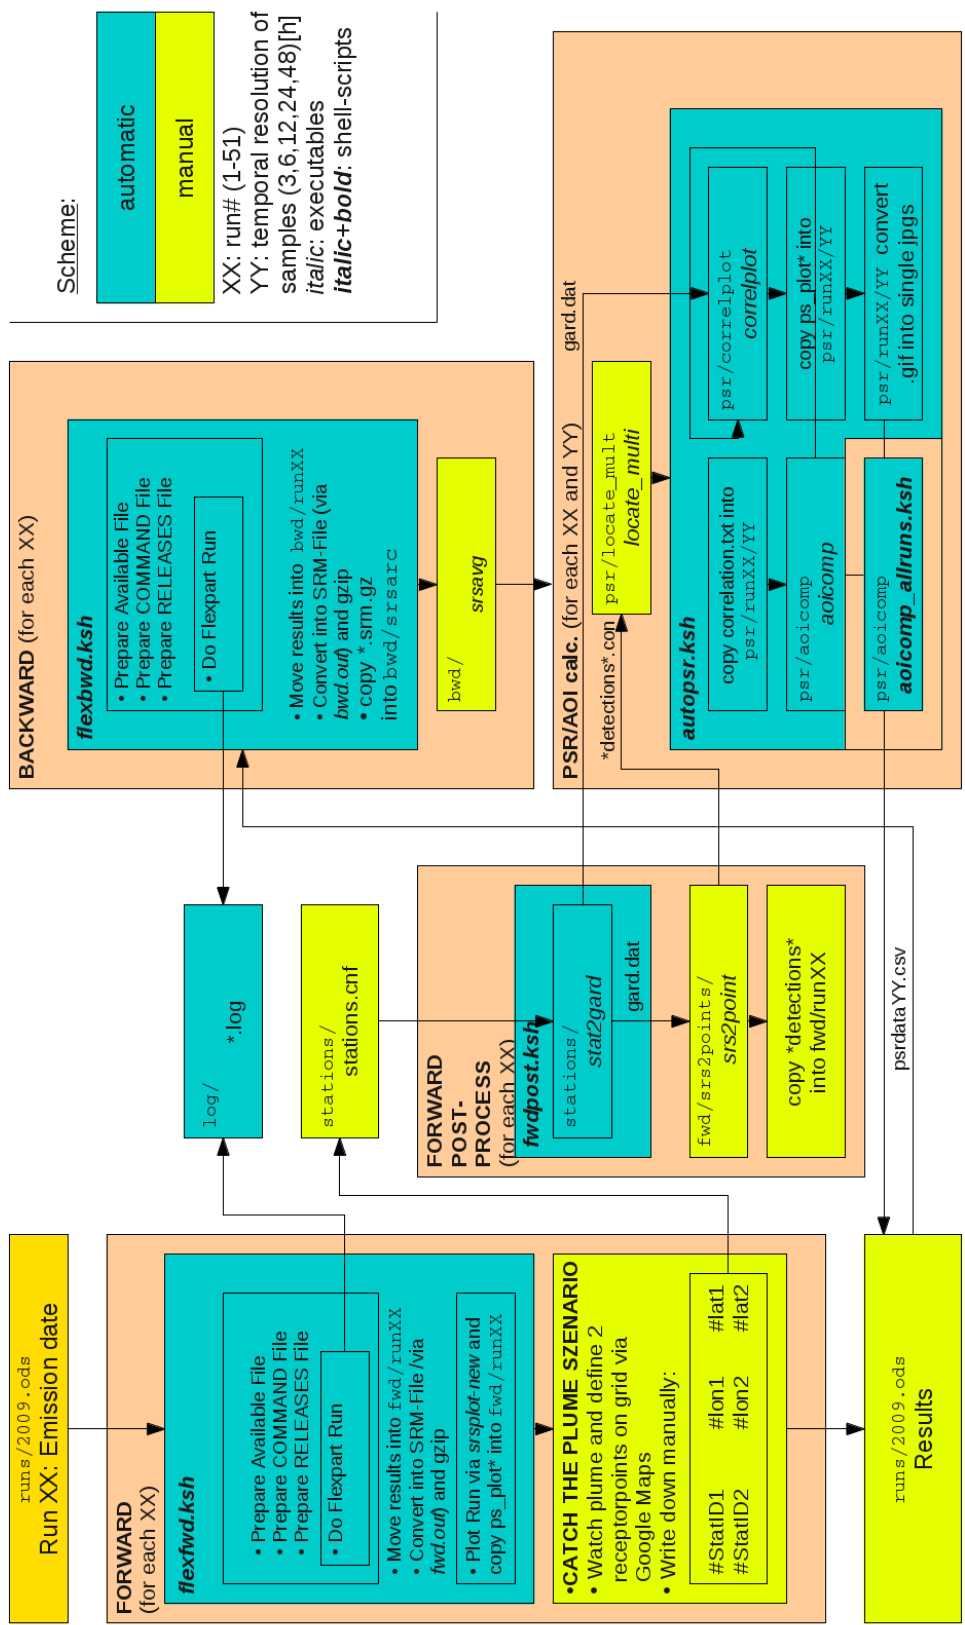 runs/2009.ods
Run XX: Emission date
FORWARD
(for each XX)
flexfwd.ksh
• Prepare Available File
• Prepare COMMAND File
• Prepare RELEASES File
• Do Flexpart Run
• Move results into fwd/runXX
• Convert into SRM-File /via
fwd.out) and gzip
• Plot Run via srsplot-new and
copy ps_plot* into fwd/runXX
•CATCH THE PLUME SZENARIO
• Watch plume and define 2
receptorpoints on grid via
Google Maps
• Write down manually:
#StatID1 #lon1 #lat1
#StatID2 #lon2 #lat2
runs/2009.ods
Results
log/
*.log
stations/
stations.cnf
FORWARD
POST-
PROCESS
(for each XX)
fwdpost.ksh
stations/
stat2gard
gard.dat
fwd/srs2points/
srs2point
copy *detections*
into fwd/runXX
psrdataYY.csv
BACKWARD (for each XX)
flexbwd.ksh
• Prepare Available File
• Prepare COMMAND File
• Prepare RELEASES File
• Do Flexpart Run
• Move results into bwd/runXX
• Convert into SRM-File (via
bwd.out) and gzip
• copy *.srm.gz
into bwd/srsarc
bwd/
srsavg
PSR/AOI calc. (for each XX and YY)
gard.dat
*detections*.con
psr/locate_mult
locate_multi
autopsr.ksh
copy correlation.txt into
psr/runXX/YY
psr/aoicomp
aoicomp
psr/aoicomp
aoicomp_allruns.ksh
psr/correlplot
correlplot
copy ps_plot* into
psr/runXX/YY
psr/runXX/YY convert
.gif into single jpgs
Scheme:
automatic
manual
XX: run# (1-51)
YY: temporal resolution of
samples (3,6,12,24,48)[h]
italic: executables
italic+bold: shell-scripts